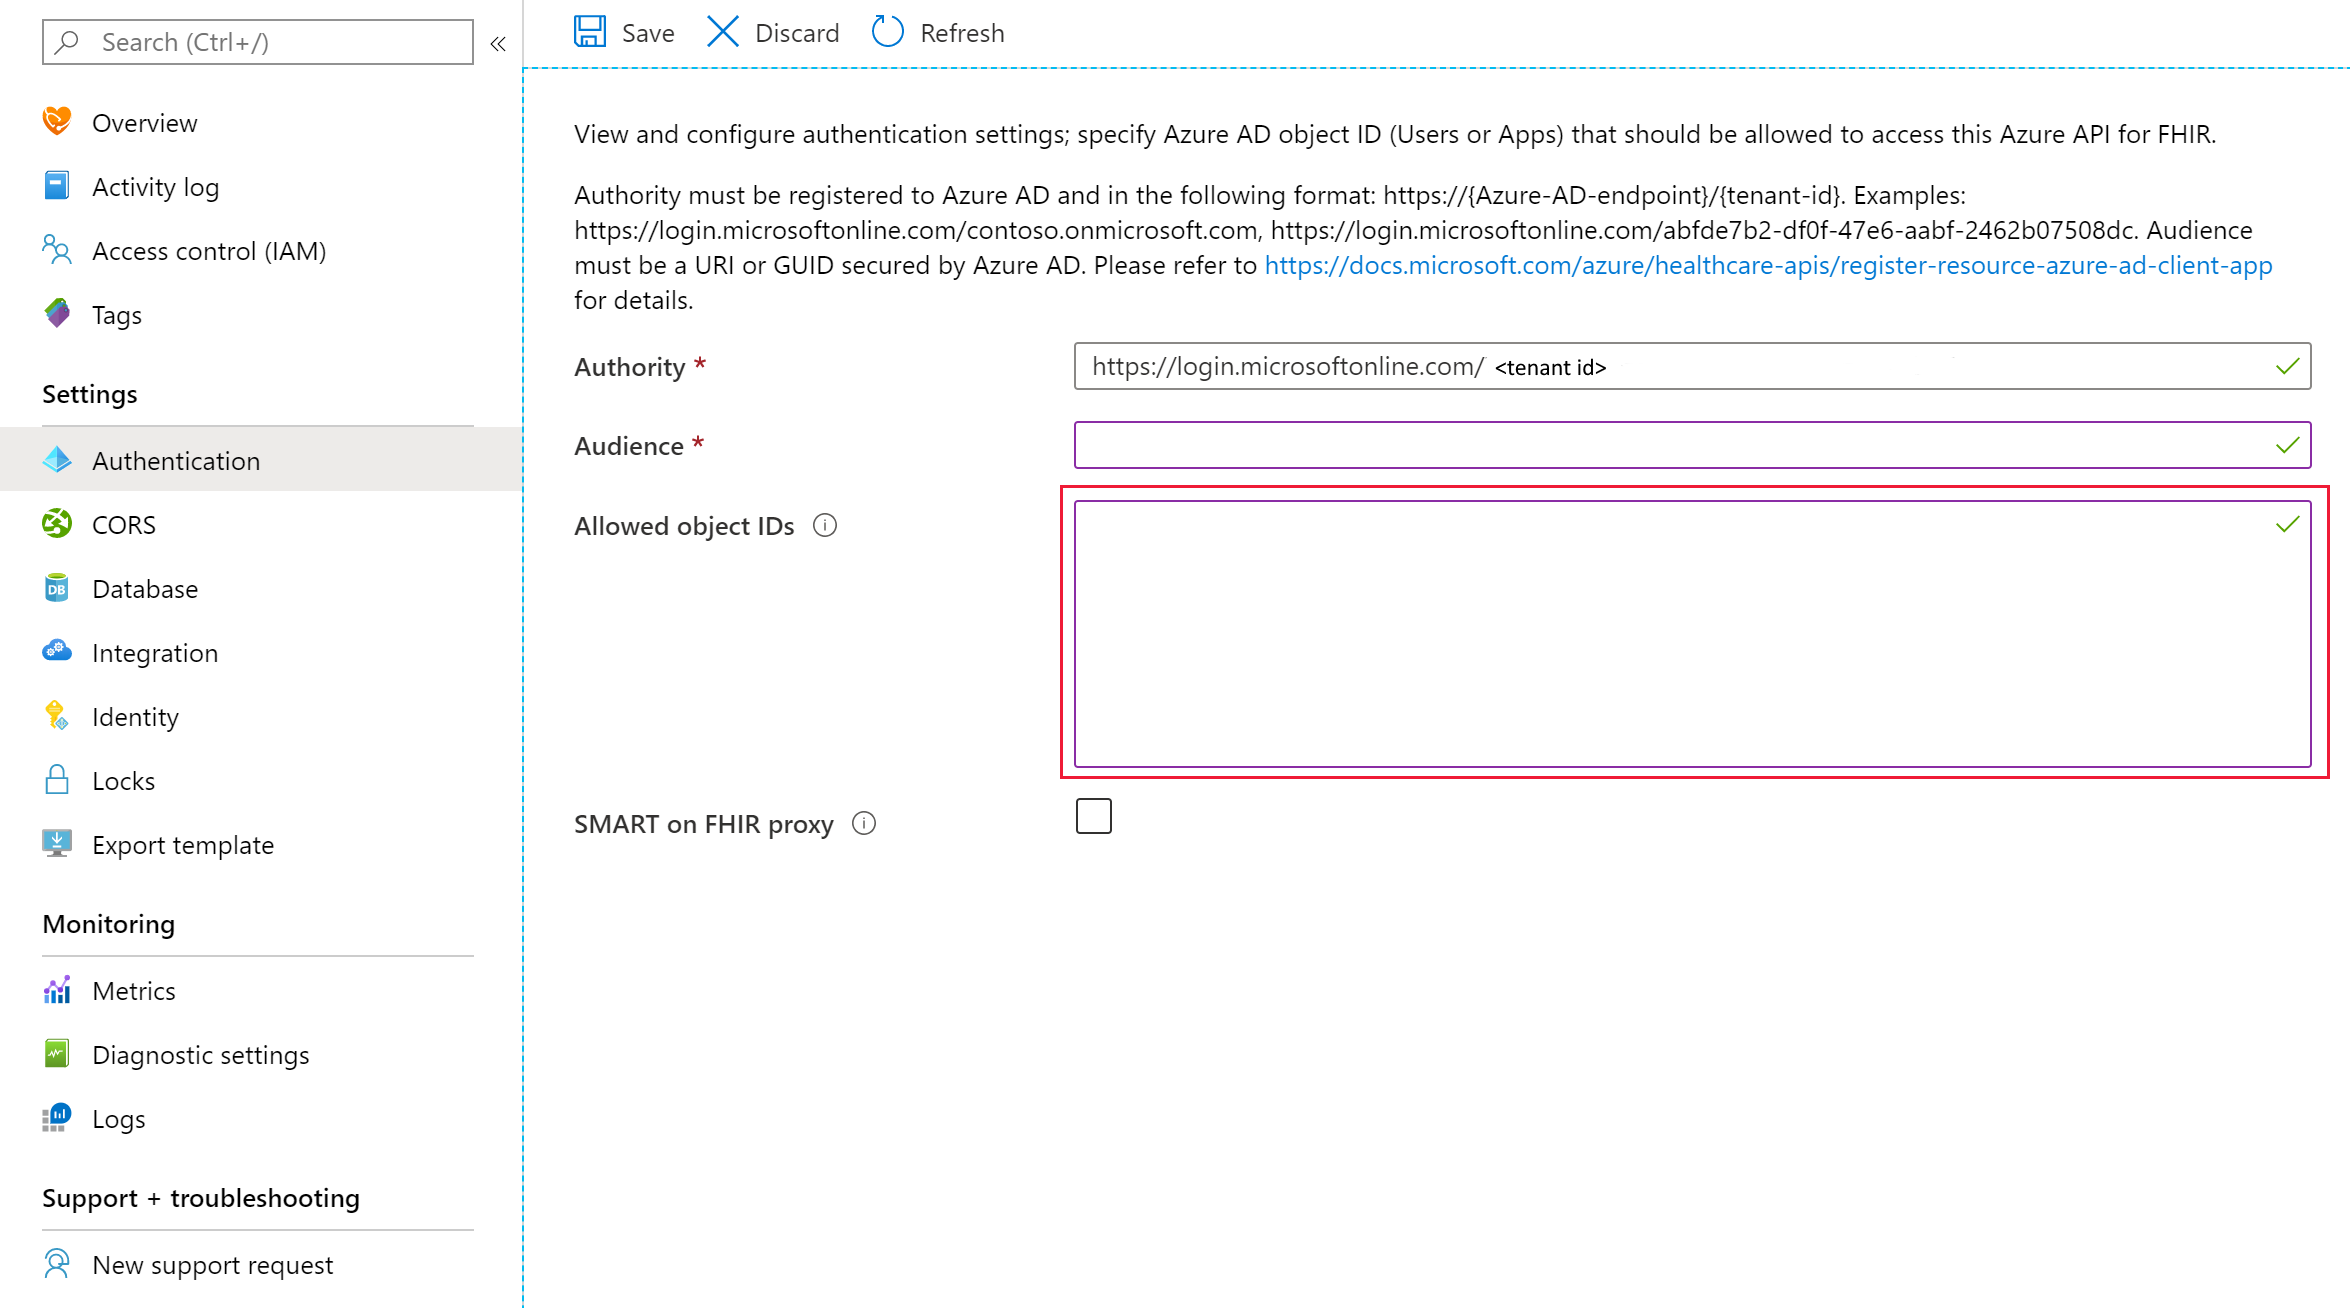 Search (Ctrl+/)
Overview
Activity log
Access control (IAM)
Tags
Settings
Authentication
CORS
DB
Database
Integration
Identity
Locks
Export template
Monitoring
Metrics
Diagnostic settings
Logs
Support + troubleshooting
New support request
Save Discard Refresh
View and configure authentication settings; specify Azure AD object ID (Users or Apps) that should be allowed to access this Azure API for FHIR.
Authority must be registered to Azure AD and in the following format: https://{Azure-AD-endpoint}/{tenant-id}. Examples:
https://login.microsoftonline.com/contoso.onmicrosoft.com, https://login.microsoftonline.com/abfde7b2-df0f-47e6-aabf-2462b07508dc. Audience
must be a URI or GUID secured by Azure AD. Please refer to https://docs.microsoft.com/azure/healthcare-apis/register-resource-azure-ad-client-app
for details.
Authority * https://login.microsoftonline.com/ <tenant id>
Audience *
Allowed object IDs
SMART on FHIR proxy